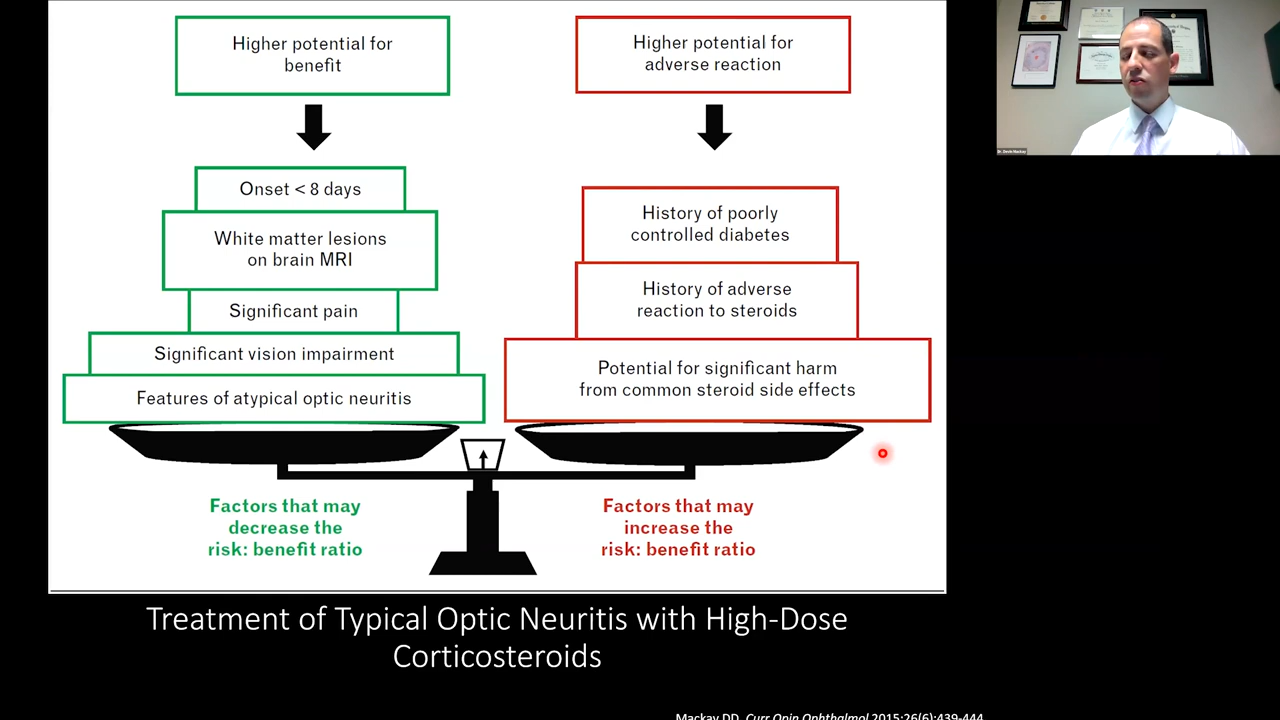 Higher potential for
benefit
Higher potential for
adverse reaction
Onset < 8 days
White matter lesions
on brain MRI
Significant pain
Significant vision impairment
Features of atypical optic neuritis
History of poorly
controlled diabetes
History of adverse
reaction to steroids
Potential for significant harm
from common steroid side effects
Factors that may
decrease the
risk: benefit ratio
Factors that may
increase the
risk: benefit ratio
Treatment of Typical Optic Neuritis with High-Dose
Corticosteroids
Mackay DD. Curr Opin Ophthalmol 2015;26(6):439-444
Dr. Devin Mackay